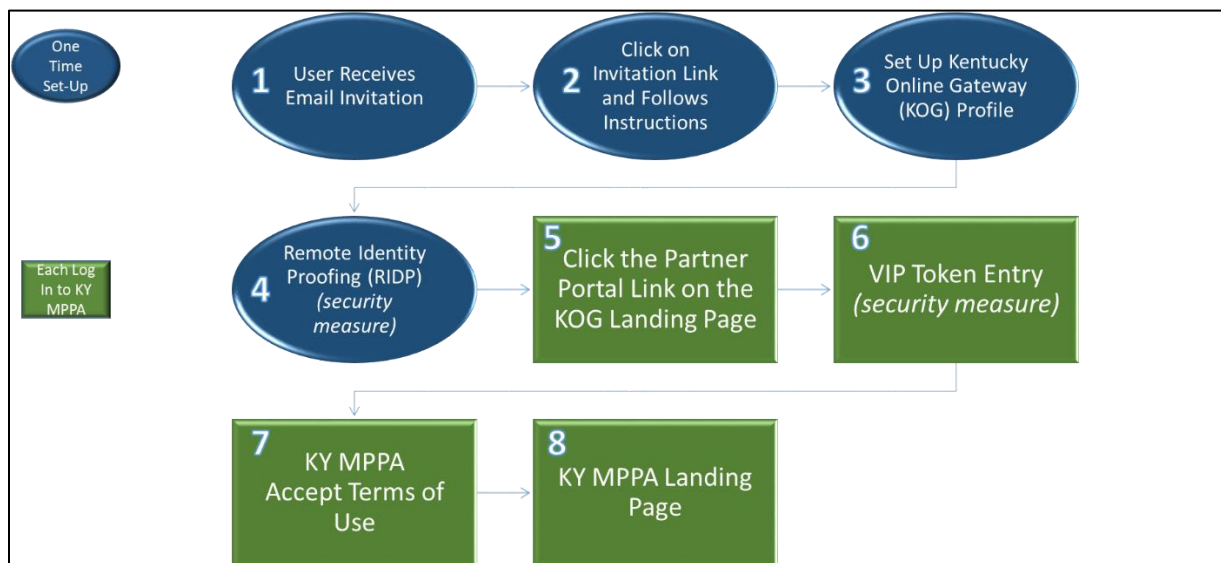 One
Time
Set-Up
1
User Receives
Email Invitation
2
Click on
Invitation Link
and Follows
Instructions
3
Set Up Kentucky
Online Gateway
(KOG) Profile
Each Log
In to KY
MPPA
4
Remote Identity
Proofing (RIDP)
(security
measure)
5
Click the Partner
Portal Link on the
KOG Landing Page
6
VIP Token Entry
(security measure)
7
KY MPPA
Accept Terms of
Use
8
KY MPPA Landing
Page